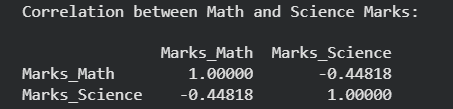 Correlation between Math and Science Marks:
Marks_Math Marks_Science
Marks_Math 1.00000 -0.44818
Marks_Science -0.44818 1.00000